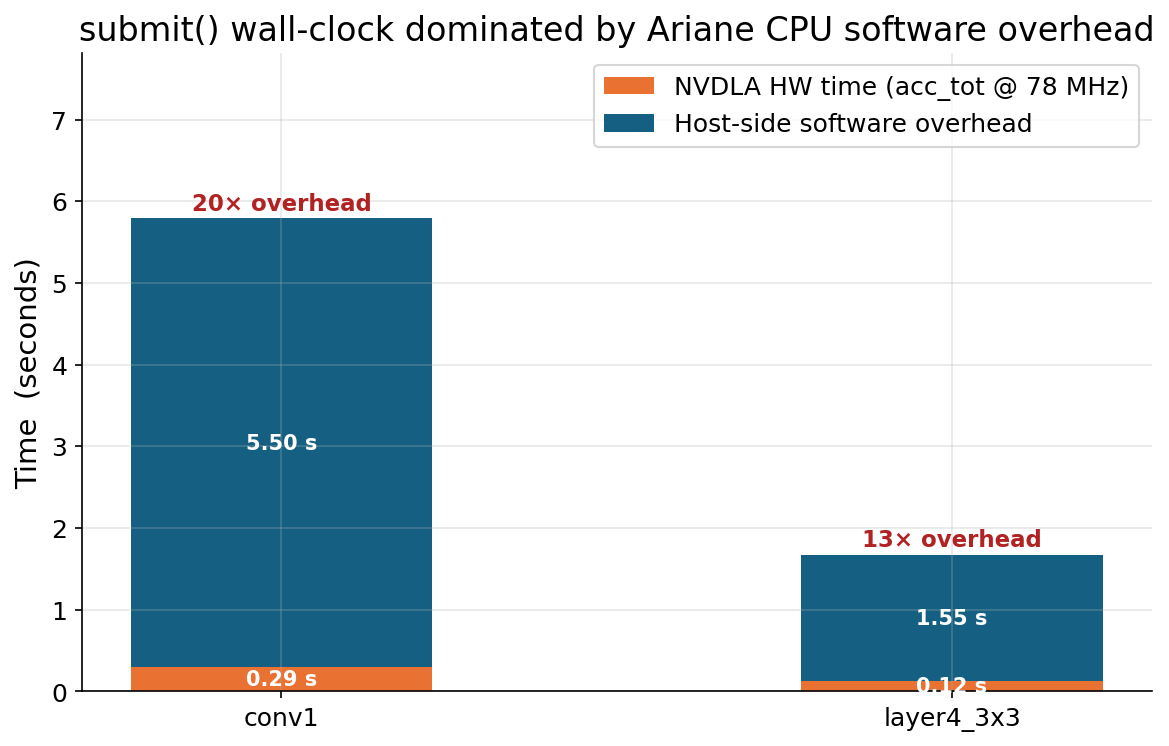 submit() wall-clock dominated by Ariane CPU software overhead
NVDLA HW time (acc_tot @ 78 MHz)
Host-side software overhead
Time (seconds)
7
6
5
4
3
2
1
0
20× overhead
5.50 s
0.29 s
13× overhead
1.55 s
0.12 s
conv1
layer4_3x3